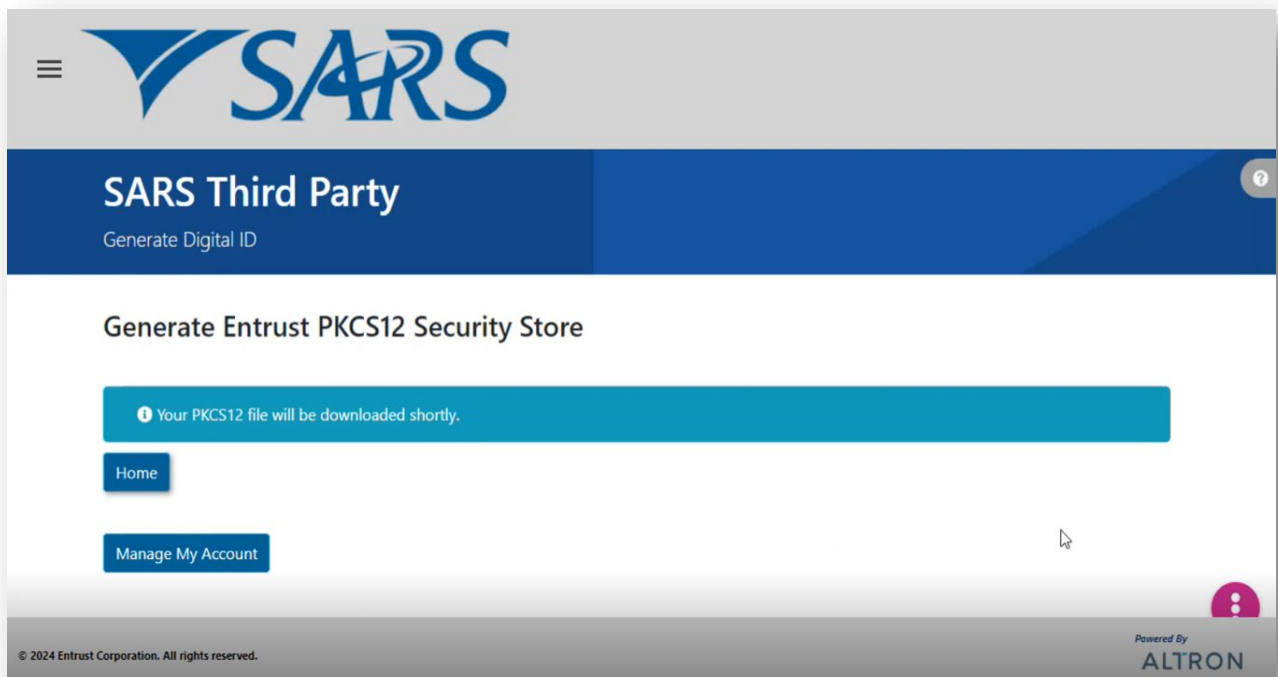 SARS
SARS Third Party
Generate Digital ID
Generate Entrust PKCS12 Security Store
Your PKCS12 file will be downloaded shortly.
Home
Manage My Account
© 2024 Entrust Corporation. All rights reserved.
Powered By
ALTRON